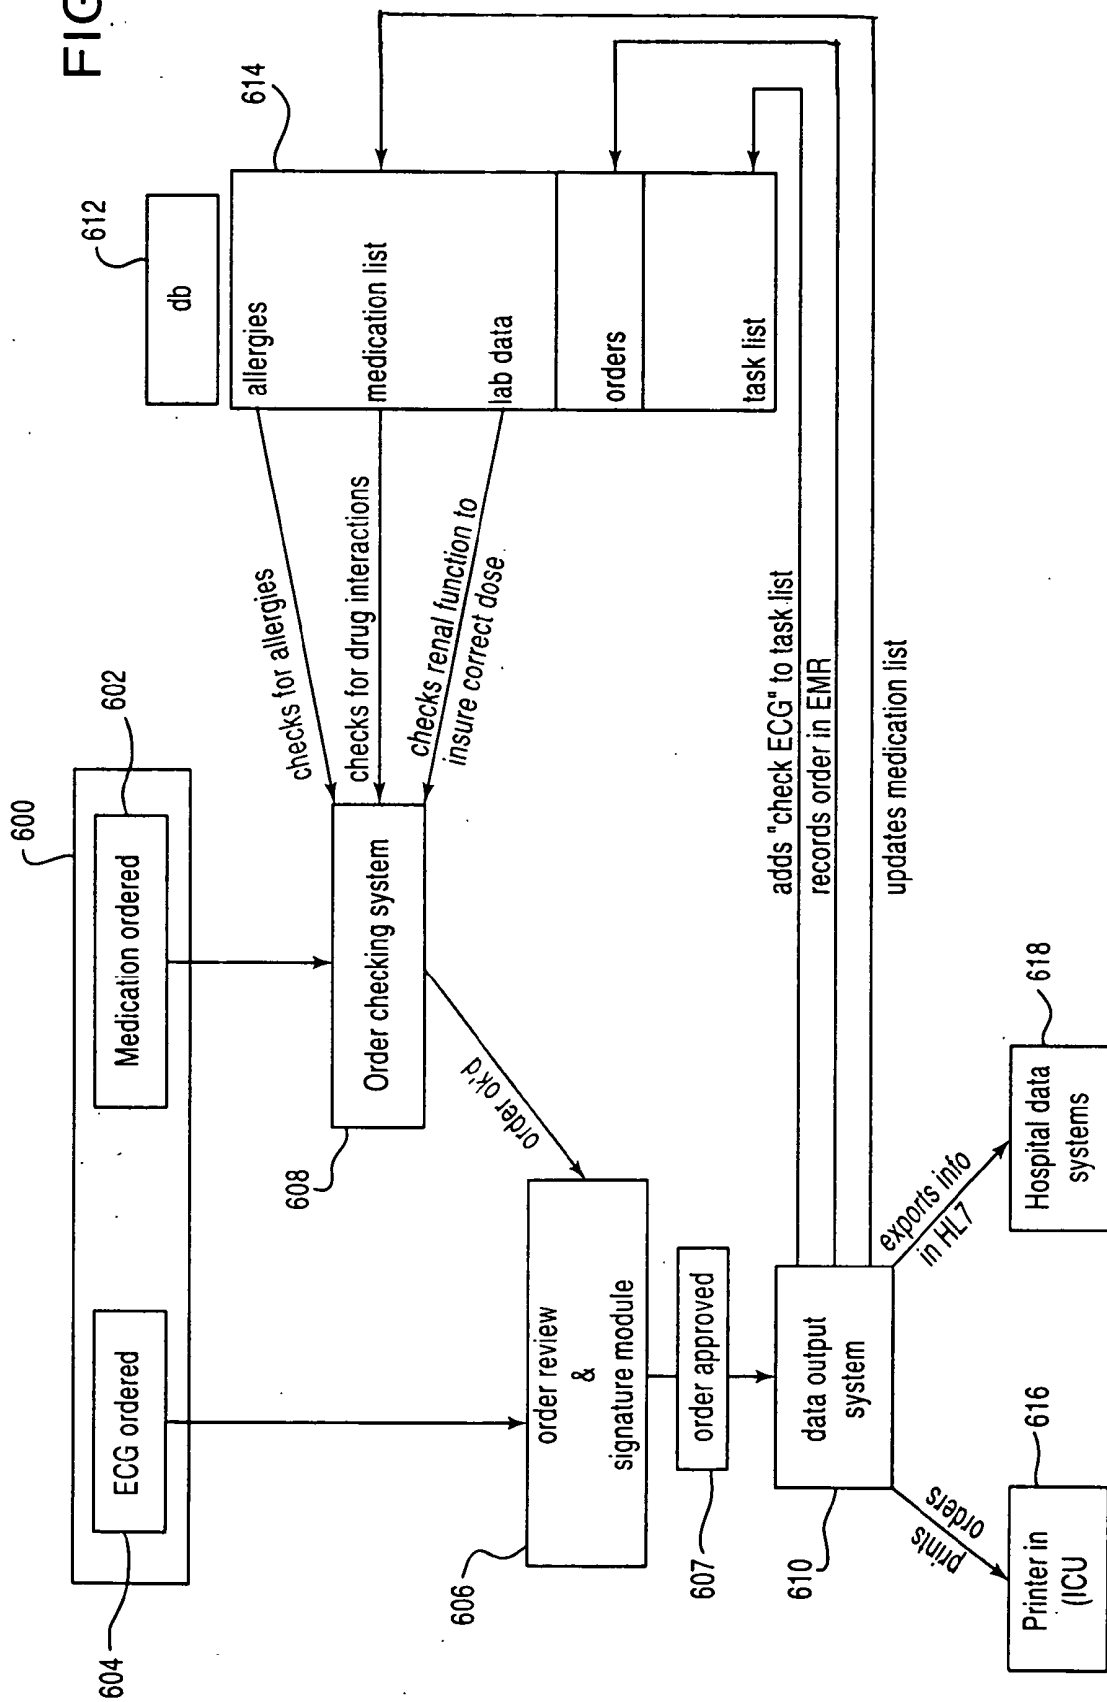 FIG
600
604
ECG ordered
Medication ordered
602
612
db
614
allergies
medication list
lab data
orders
task list
checks for allergies
checks for drug interactions
checks renal function to
insure correct dose
608
Order checking system
order ok'd
606
order review
&
signature module
607
order approved
610
data output
system
adds "check ECG" to task list
records order in EMR
updates medication list
prints
orders
exports info
in HL7
616
Printer in
(ICU
618
Hospital data
systems